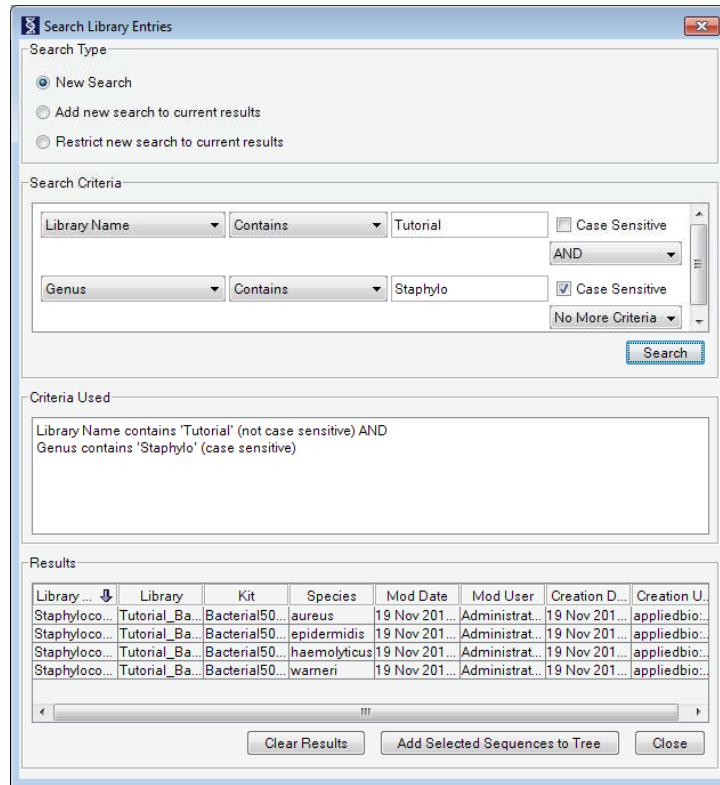 Search Library Entries
Search Type
New Search
Add new search to current results
Restrict new search to current results
Search Criteria
Library Name Contains Tutorial Case Sensitive
AND
Genus Contains Staphylo Case Sensitive
No More Criteria
Search
Criteria Used
Library Name contains 'Tutorial' (not case sensitive) AND
Genus contains 'Staphylo' (case sensitive)
Results
Library ... Library Kit Species Mod Date Mod User Creation D... Creation U...
Staphyloco... Tutorial_Ba... Bacterial50... aureus 19 Nov 201... Administrat... 19 Nov 201... appliedbio:...
Staphyloco... Tutorial_Ba... Bacterial50... epidermidis 19 Nov 201... Administrat... 19 Nov 201... appliedbio:...
Staphyloco... Tutorial_Ba... Bacterial50... haemolyticus 19 Nov 201... Administrat... 19 Nov 201... appliedbio:...
Staphyloco... Tutorial_Ba... Bacterial50... warneri 19 Nov 201... Administrat... 19 Nov 201... appliedbio:...
Clear Results Add Selected Sequences to Tree Close